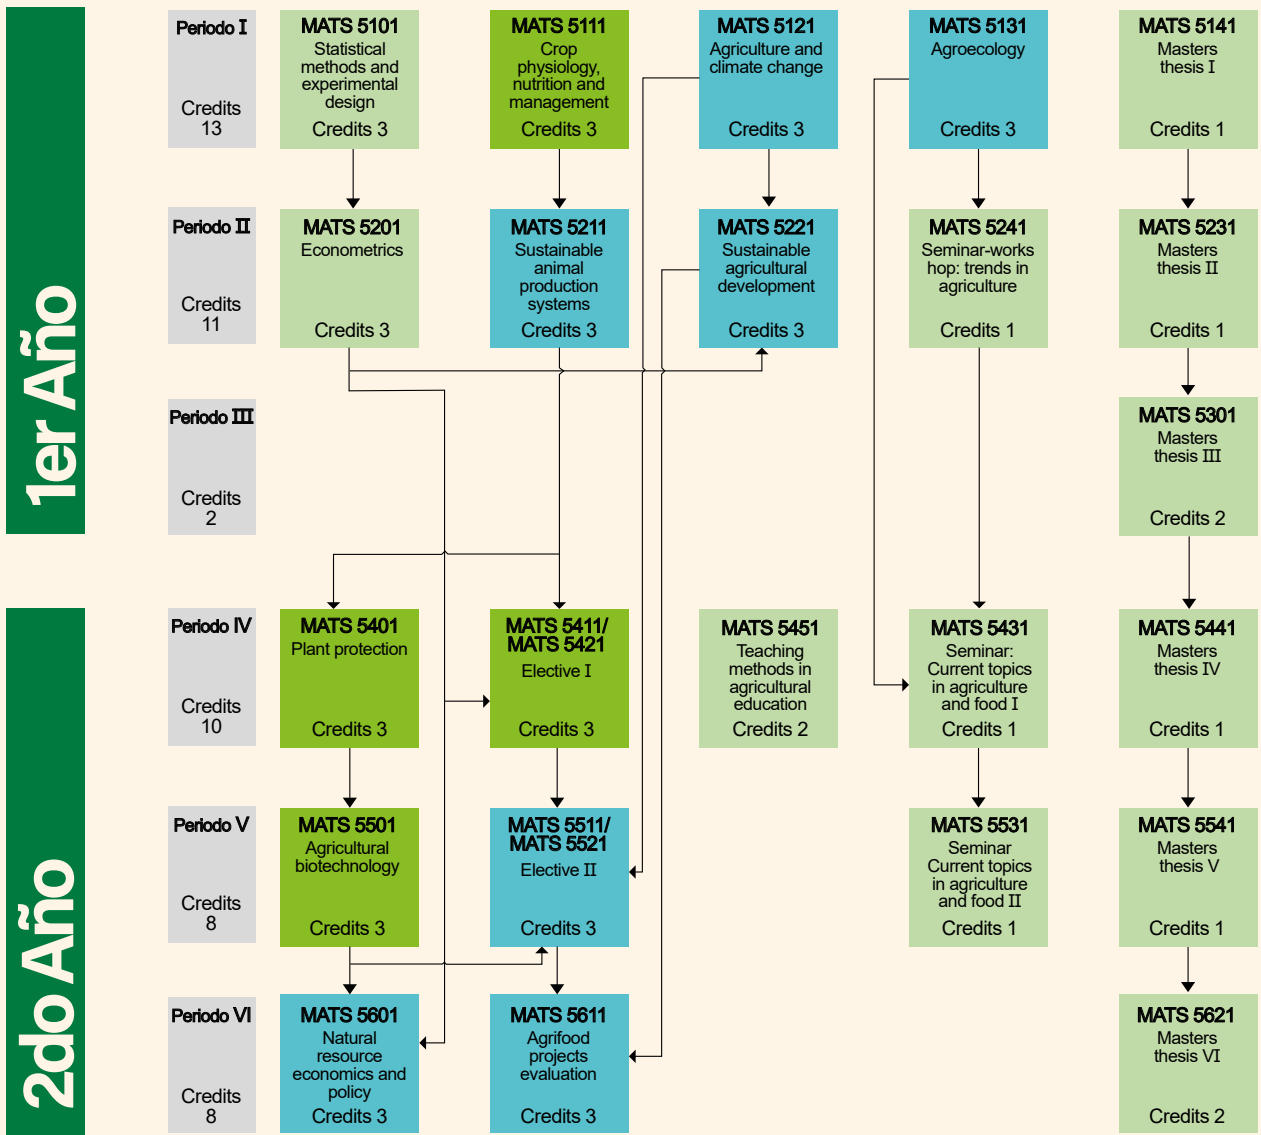 1er Año
Periodo I
Credits
13
MATS 5101
Statistical
methods and
experimental
design
Credits 3
MATS 5111
Crop
physiology,
nutrition and
management
Credits 3
MATS 5121
Agriculture and
climate change
Credits 3
MATS 5131
Agroecology
Credits 3
MATS 5141
Masters
thesis I
Credits 1
Periodo II
Credits
11
MATS 5201
Econometrics
Credits 3
MATS 5211
Sustainable
animal
production
systems
Credits 3
MATS 5221
Sustainable
agricultural
development
Credits 3
MATS 5241
Seminar-works
hop: trends in
agriculture
Credits 1
MATS 5231
Masters
thesis II
Credits 1
Periodo III
Credits
2
MATS 5301
Masters
thesis III
Credits 2
2do Año
Periodo IV
Credits
10
MATS 5401
Plant protection
Credits 3
MATS 5411/
MATS 5421
Elective I
Credits 3
MATS 5451
Teaching
methods in
agricultural
education
Credits 2
MATS 5431
Seminar:
Current topics
in agriculture
and food I
Credits 1
MATS 5441
Masters
thesis IV
Credits 1
Periodo V
Credits
8
MATS 5501
Agricultural
biotechnology
Credits 3
MATS 5511/
MATS 5521
Elective II
Credits 3
MATS 5531
Seminar
Current topics
in agriculture
and food II
Credits 1
MATS 5541
Masters
thesis V
Credits 1
Periodo VI
Credits
8
MATS 5601
Natural
resource
economics and
policy
Credits 3
MATS 5611
Agrifood
projects
evaluation
Credits 3
MATS 5621
Masters
thesis VI
Credits 2